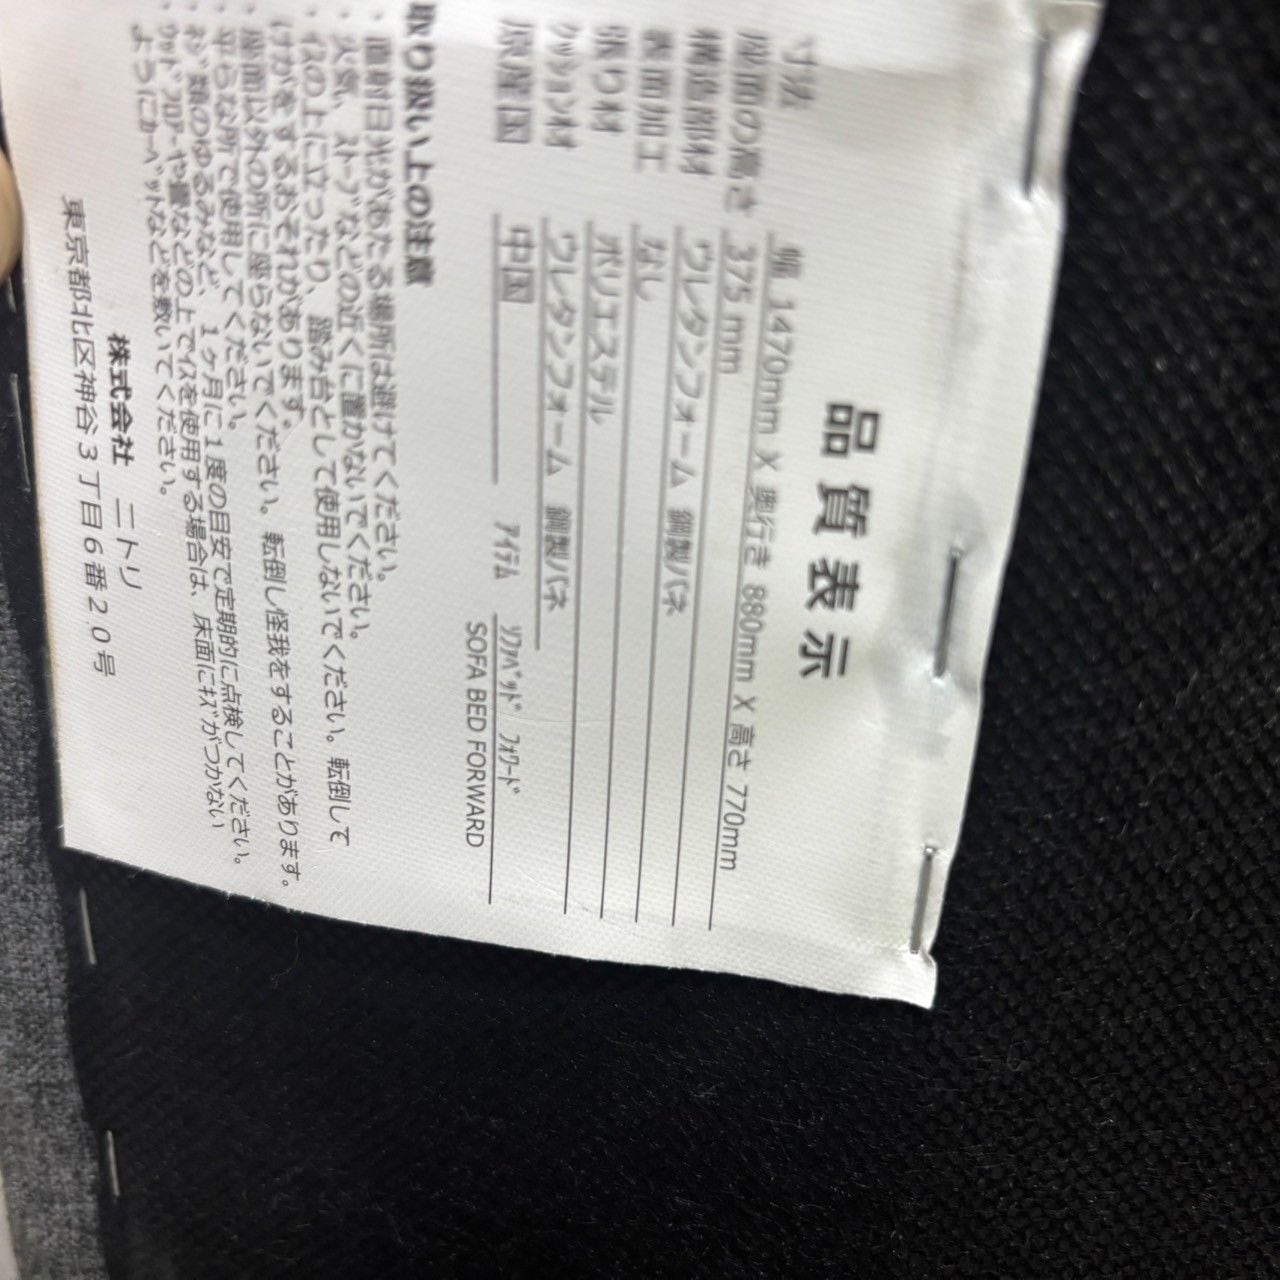 品質表示
寸法 幅 1470mm X 奥行き 880mm X 高さ 770mm
座面の高さ 375 mm
構造部材 ウレタンフォーム 鋼製バネ
表面加工 なし
張り材 ポリエステル
クッション材 ウレタンフォーム 鋼製バネ
原産国 中国 アイテム ソファベッド フォワード
SOFA BED FORWARD
取り扱い上の注意
・直射日光があたる場所は避けてください。
・火気、ストーブなどの近くに置かないでください。
・イスの上に立ったり、踏み台として使用しないでください。転倒して
けがをするおそれがあります。
・座面以外の所に座らないでください。転倒し怪我をすることがあります。
・平らな所で使用してください。
・ネジ類のゆるみなど、1ヶ月に1度の目安で定期的に点検してください。
・ウッドフロアーや畳などの上でイスを使用する場合は、床面にキズがつかない
ようにカーペットなどを敷いてください。
株式会社 ニトリ
東京都北区神谷3丁目6番20号